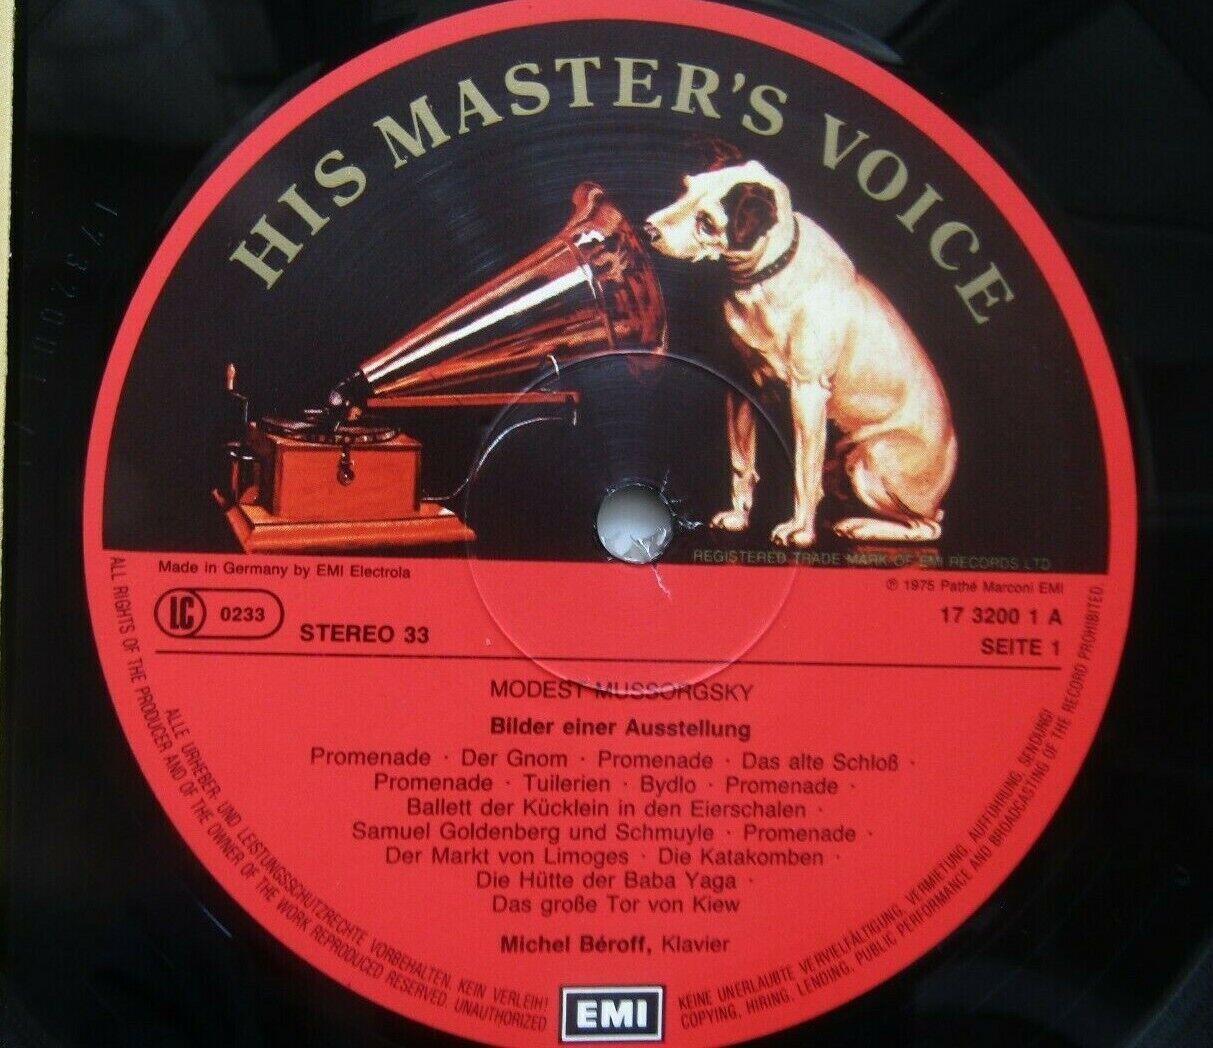 HIS MASTER'S VOICE
REGISTERED TRADE MARK OF EMI RECORDS LTD
Made in Germany by EMI Electrola
℗ 1975 Pathé Marconi EMI
LC 0233
STEREO 33
17 3200 1 A
SEITE 1
MODEST MUSSORGSKY
Bilder einer Ausstellung
Promenade · Der Gnom · Promenade · Das alte Schloß ·
Promenade · Tuilerien · Bydlo · Promenade ·
Ballett der Kücklein in den Eierschalen ·
Samuel Goldenberg und Schmuyle · Promenade ·
Der Markt von Limoges · Die Katakomben ·
Die Hütte der Baba Yaga ·
Das große Tor von Kiew
Michel Béroff, Klavier
EMI
ALLE URHEBER- UND LEISTUNGSSCHUTZRECHTE VORBEHALTEN. KEIN VERLEIH!
KEINE UNERLAUBTE VERVIELFÄLTIGUNG, VERMIETUNG, AUFFÜHRUNG, SENDUNG!
ALL RIGHTS OF THE PRODUCER AND OF THE OWNER OF THE WORK REPRODUCED RESERVED. UNAUTHORIZED
COPYING, HIRING, LENDING, PUBLIC PERFORMANCE AND BROADCASTING OF THE RECORD PROHIBITED.